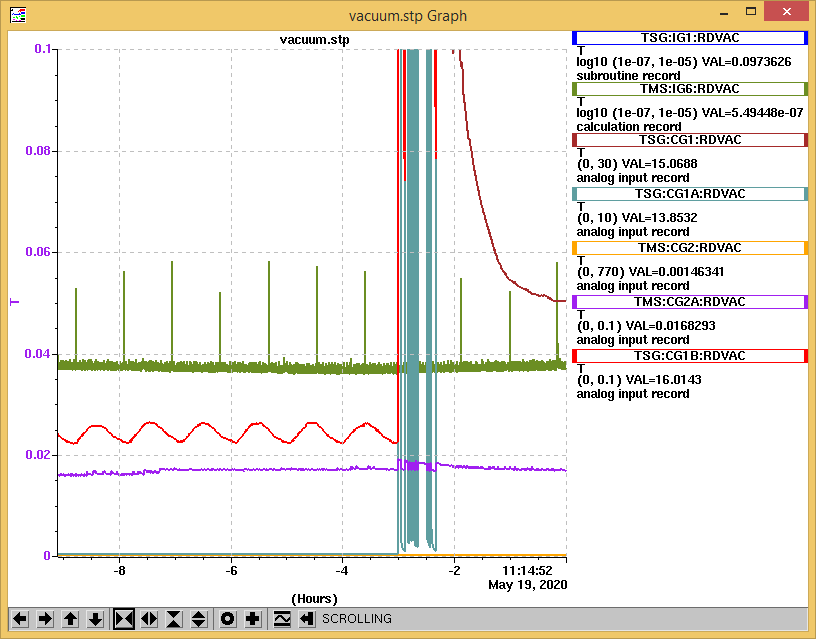 vacuum.stp Graph
vacuum.stp
0.1
0.08
0.06
T
0.04
0.02
0
-8
-6
-4
-2
11:14:52
May 19, 2020
(Hours)
TSG:IG1:RDVAC
T
log10 (1e-07, 1e-05) VAL=0.0973626
subroutine record
TMS:IG6:RDVAC
T
log10 (1e-07, 1e-05) VAL=5.49448e-07
calculation record
TSG:CG1:RDVAC
T
(0, 30) VAL=15.0688
analog input record
TSG:CG1A:RDVAC
T
(0, 10) VAL=13.8532
analog input record
TMS:CG2:RDVAC
T
(0, 770) VAL=0.00146341
analog input record
TMS:CG2A:RDVAC
T
(0, 0.1) VAL=0.0168293
analog input record
TSG:CG1B:RDVAC
T
(0, 0.1) VAL=16.0143
analog input record
SCROLLING